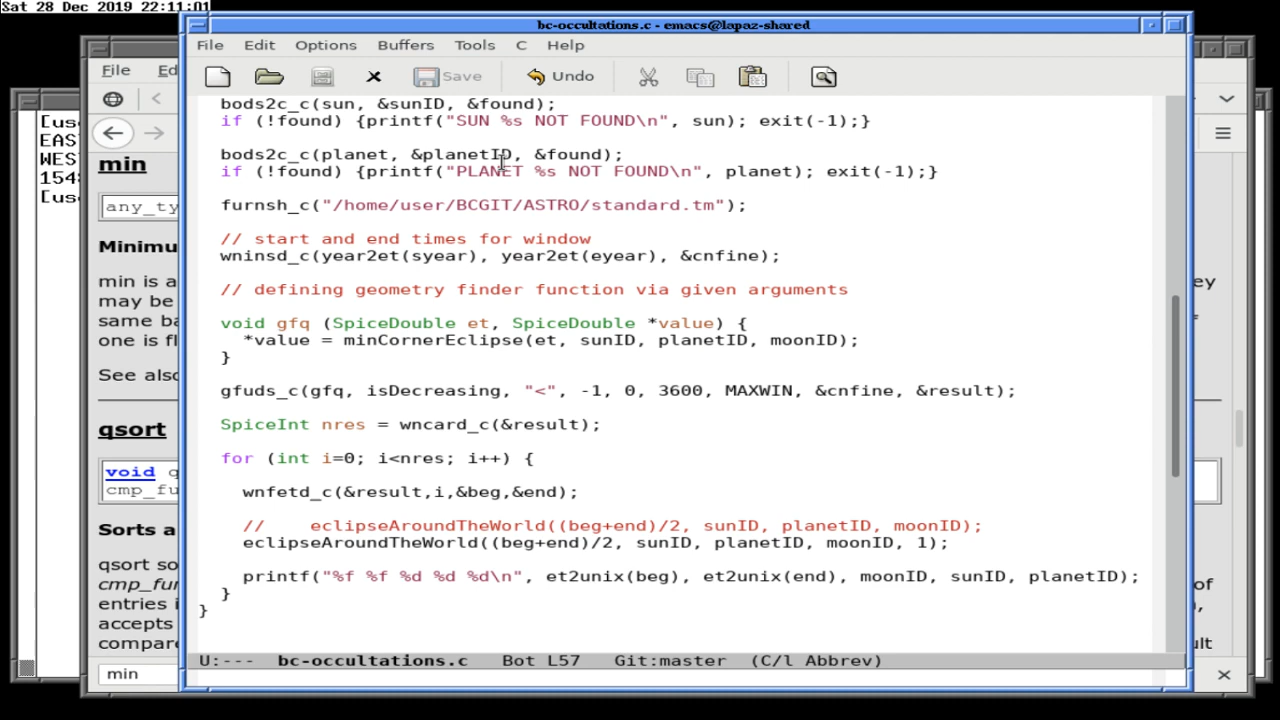 Sat 28 Dec 2019 22:11:01
bc-occultations.c - emacs@lapaz-shared
File Edit Options Buffers Tools C Help
Save Undo
bods2c_c(sun, &sunID, &found);
if (!found) {printf("SUN %s NOT FOUND\n", sun); exit(-1);}
bods2c_c(planet, &planetID, &found);
if (!found) {printf("PLANET %s NOT FOUND\n", planet); exit(-1);}
furnsh_c("/home/user/BCGIT/ASTRO/standard.tm");
// start and end times for window
wninsd_c(year2et(syear), year2et(eyear), &cnfine);
// defining geometry finder function via given arguments
void gfq (SpiceDouble et, SpiceDouble *value) {
*value = minCornerEclipse(et, sunID, planetID, moonID);
}
gfuds_c(gfq, isDecreasing, "<", -1, 0, 3600, MAXWIN, &cnfine, &result);
SpiceInt nres = wncard_c(&result);
for (int i=0; i<nres; i++) {
wnfetd_c(&result,i,&beg,&end);
//    eclipseAroundTheWorld((beg+end)/2, sunID, planetID, moonID);
eclipseAroundTheWorld((beg+end)/2, sunID, planetID, moonID, 1);
printf("%f %f %d %d %d\n", et2unix(beg), et2unix(end), moonID, sunID, planetID);
}
}
U:--- bc-occultations.c Bot L57 Git:master (C/l Abbrev)
File Ed
min
any_ty
Minimu
min is a
may be
same ba
one is fl
See also
qsort
void q
cmp_fu
Sorts a
qsort so
cmp_fu
entries i
accepts
compare
min
[us
EAS
WES
154
[us
ey
f
of
,
ult